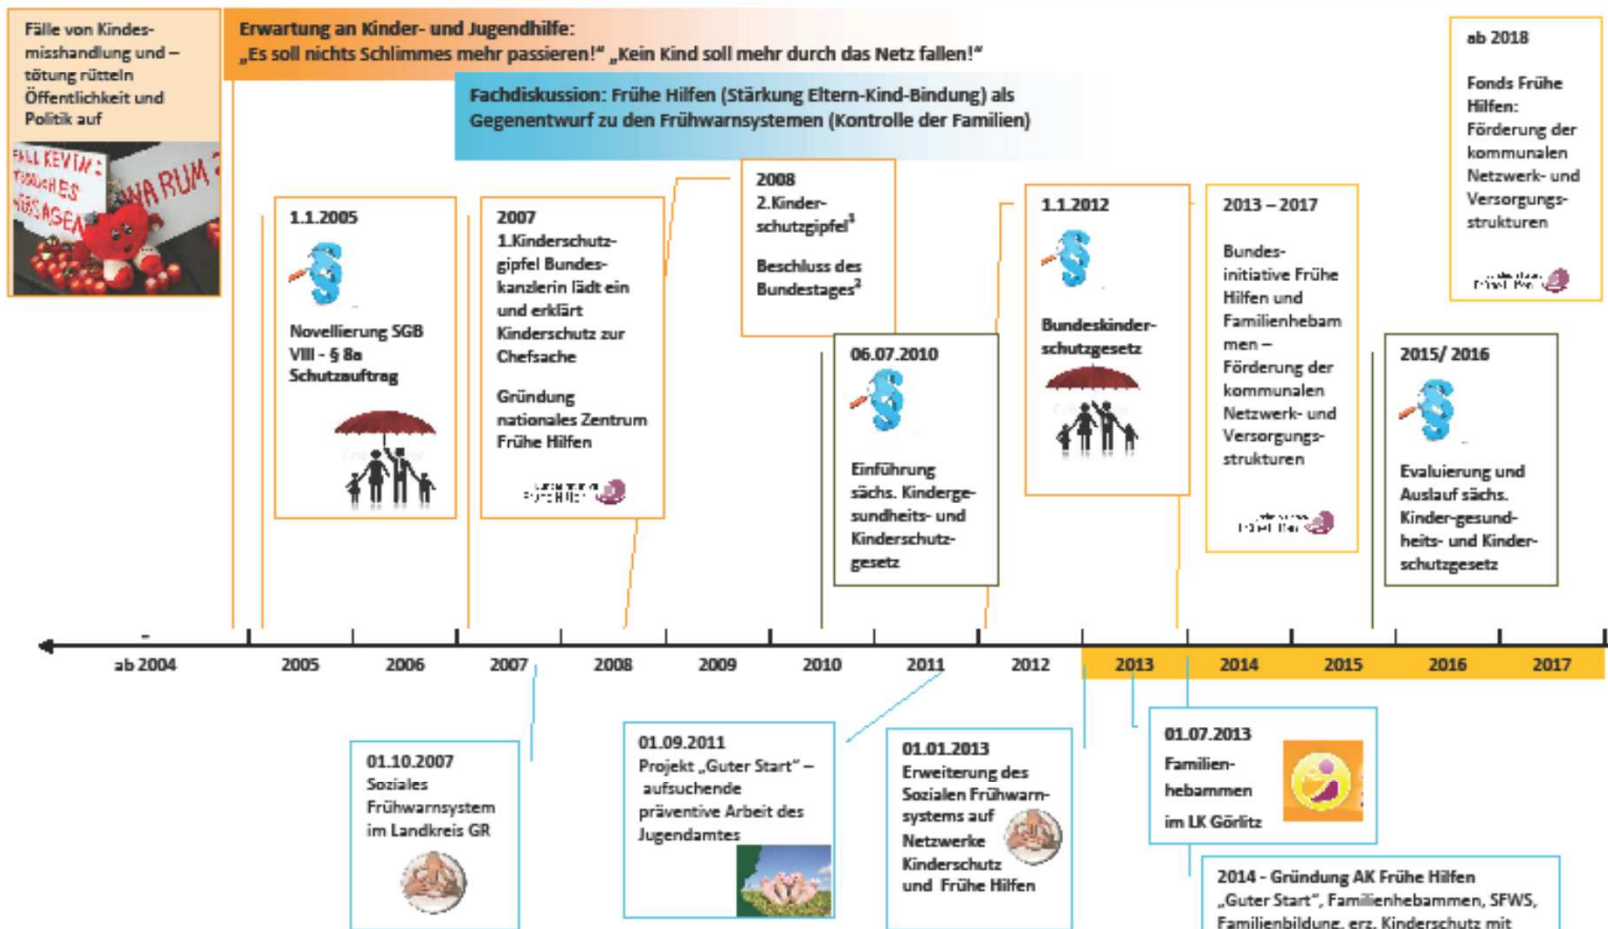 Fälle von Kindes-
misshandlung und –
tötung rütteln
Öffentlichkeit und
Politik auf
FALL KEVIN:
WARUM?
Erwartung an Kinder- und Jugendhilfe:
„Es soll nichts Schlimmes mehr passieren!“ „Kein Kind soll mehr durch das Netz fallen!“
Fachdiskussion: Frühe Hilfen (Stärkung Eltern-Kind-Bindung) als
Gegenentwurf zu den Frühwarnsystemen (Kontrolle der Familien)
1.1.2005
Novellierung SGB
VIII - § 8a
Schutzauftrag
2007
1.Kinderschutz-
gipfel Bundes-
kanzlerin lädt ein
und erklärt
Kinderschutz zur
Chefsache
Gründung
nationales Zentrum
Frühe Hilfen
2008
2.Kinder-
schutzgipfel¹
Beschluss des
Bundestages²
06.07.2010
Einführung
sächs. Kinderge-
sundheits- und
Kinderschutz-
gesetz
1.1.2012
Bundeskinder-
schutzgesetz
2013 – 2017
Bundes-
initiative Frühe
Hilfen und
Familienhebam
men –
Förderung der
kommunalen
Netzwerk- und
Versorgungs-
strukturen
2015/ 2016
Evaluierung und
Auslauf sächs.
Kinder-gesund-
heits- und Kinder-
schutzgesetz
ab 2018
Fonds Frühe
Hilfen:
Förderung der
kommunalen
Netzwerk- und
Versorgungs-
strukturen
ab 2004 2005 2006 2007 2008 2009 2010 2011 2012 2013 2014 2015 2016 2017
01.10.2007
Soziales
Frühwarnsystem
im Landkreis GR
01.09.2011
Projekt „Guter Start“ –
aufsuchende
präventive Arbeit des
Jugendamtes
01.01.2013
Erweiterung des
Sozialen Frühwarn-
systems auf
Netzwerke
Kinderschutz
und Frühe Hilfen
01.07.2013
Familien-
hebammen
im LK Görlitz
2014 - Gründung AK Frühe Hilfen
„Guter Start“, Familienhebammen, SFWS,
Familienbildung, erz. Kinderschutz mit